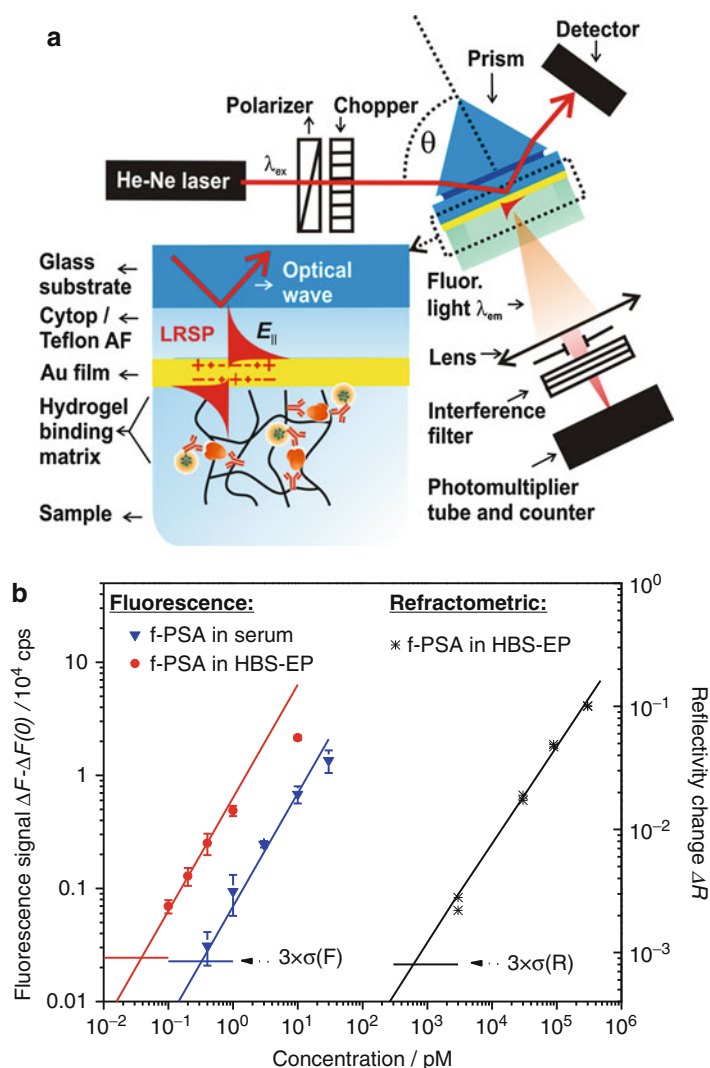 a
Detector
Prism
Polarizer
Chopper
θ
λex
He-Ne laser
Glass
substrate
Optical
wave
Cytop /
Teflon AF
LRSP
E||
Au film
++-+--+-+
--+-++-+-
Hydrogel
binding
matrix
Sample
Fluor.
light λem
Lens
Interference
filter
Photomultiplier
tube and counter
b
Fluorescence:
f-PSA in serum
f-PSA in HBS-EP
Refractometric:
f-PSA in HBS-EP
Fluorescence signal ΔF-ΔF(0) / 10⁴ cps
10
1
0.1
0.01
3×σ(F)
3×σ(R)
10⁰
10⁻¹
10⁻²
10⁻³
Reflectivity change ΔR
10⁻² 10⁻¹ 10⁰ 10¹ 10² 10³ 10⁴ 10⁵ 10⁶
Concentration / pM